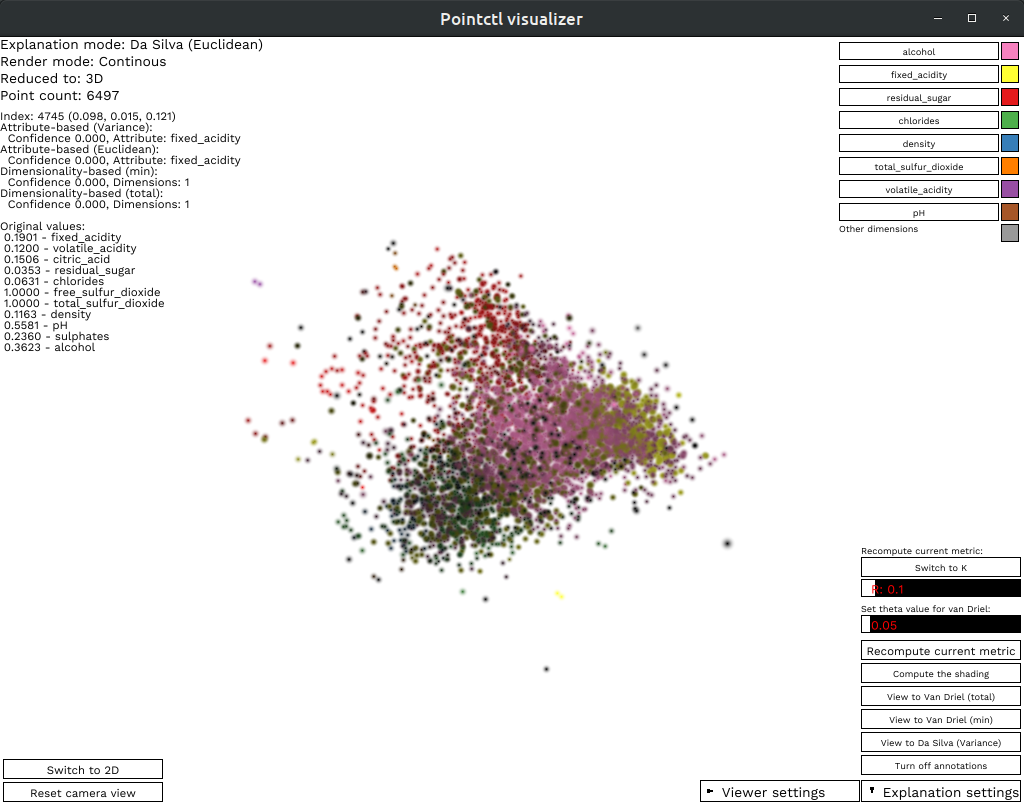 Pointctl visualizer
Explanation mode: Da Silva (Euclidean)
Render mode: Continous
Reduced to: 3D
Point count: 6497
Index: 4745 (0.098, 0.015, 0.121)
Attribute-based (Variance):
Confidence 0.000, Attribute: fixed_acidity
Attribute-based (Euclidean):
Confidence 0.000, Attribute: fixed_acidity
Dimensionality-based (min):
Confidence 0.000, Dimensions: 1
Dimensionality-based (total):
Confidence 0.000, Dimensions: 1
Original values:
0.1901 - fixed_acidity
0.1200 - volatile_acidity
0.1506 - citric_acid
0.0353 - residual_sugar
0.0631 - chlorides
1.0000 - free_sulfur_dioxide
1.0000 - total_sulfur_dioxide
0.1163 - density
0.5581 - pH
0.2360 - sulphates
0.3623 - alcohol
alcohol
fixed_acidity
residual_sugar
chlorides
density
total_sulfur_dioxide
volatile_acidity
pH
Other dimensions
Recompute current metric:
Switch to K
R: 0.1
Set theta value for van Driel:
0.05
Recompute current metric
Compute the shading
View to Van Driel (total)
View to Van Driel (min)
View to Da Silva (Variance)
Turn off annotations
Switch to 2D
Reset camera view
Viewer settings
Explanation settings